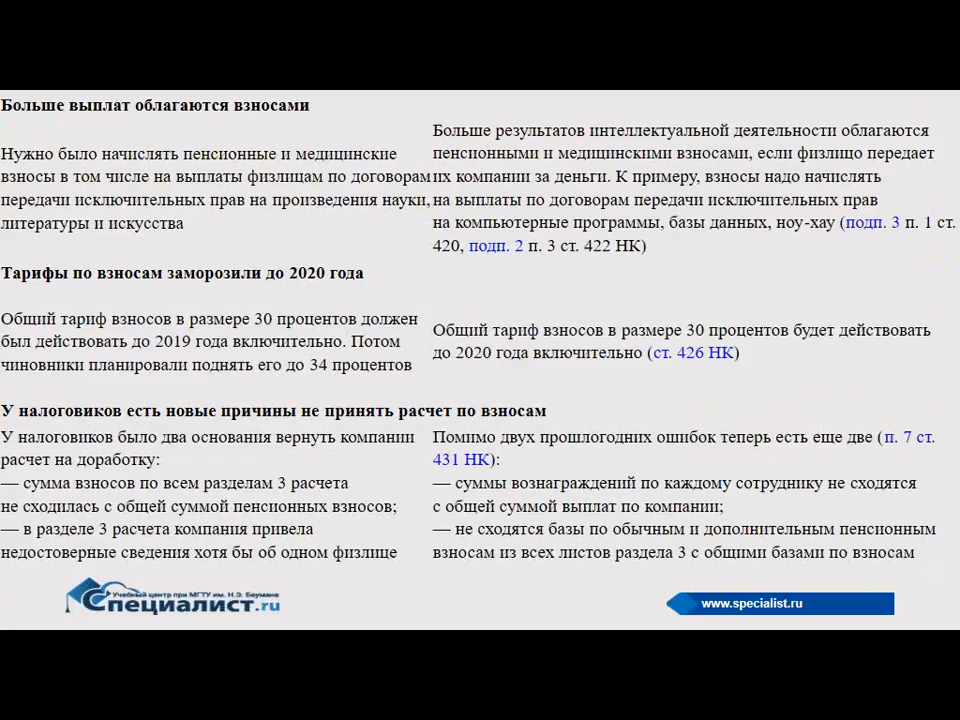 Больше выплат облагаются взносами
Нужно было начислять пенсионные и медицинские
взносы в том числе на выплаты физлицам по договорам
передачи исключительных прав на произведения науки,
литературы и искусства
Больше результатов интеллектуальной деятельности облагаются
пенсионными и медицинскими взносами, если физлицо передает
их компании за деньги. К примеру, взносы надо начислять
на выплаты по договорам передачи исключительных прав
на компьютерные программы, базы данных, ноу-хау (подп. 3 п. 1 ст.
420, подп. 2 п. 3 ст. 422 НК)
Тарифы по взносам заморозили до 2020 года
Общий тариф взносов в размере 30 процентов должен
был действовать до 2019 года включительно. Потом
чиновники планировали поднять его до 34 процентов
Общий тариф взносов в размере 30 процентов будет действовать
до 2020 года включительно (ст. 426 НК)
У налоговиков есть новые причины не принять расчет по взносам
У налоговиков было два основания вернуть компании
расчет на доработку:
— сумма взносов по всем разделам 3 расчета
не сходилась с общей суммой пенсионных взносов;
— в разделе 3 расчета компания привела
недостоверные сведения хотя бы об одном физлице
Помимо двух прошлогодних ошибок теперь есть еще две (п. 7 ст.
431 НК):
— суммы вознаграждений по каждому сотруднику не сходятся
с общей суммой выплат по компании;
— не сходятся базы по обычным и дополнительным пенсионным
взносам из всех листов раздела 3 с общими базами по взносам
Учебный центр при МГТУ им. Н.Э. Баумана
Специалист.ru
www.specialist.ru